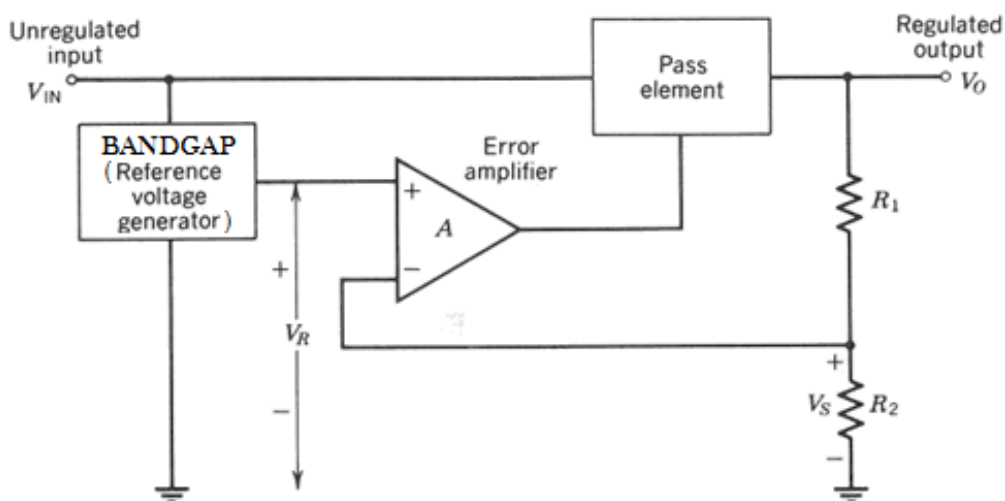 Unregulated
input
V_IN
BANDGAP
(Reference
voltage
generator)
+
V_R
−
Error
amplifier
+
A
−
Pass
element
Regulated
output
V_O
R_1
+
V_S
R_2
−